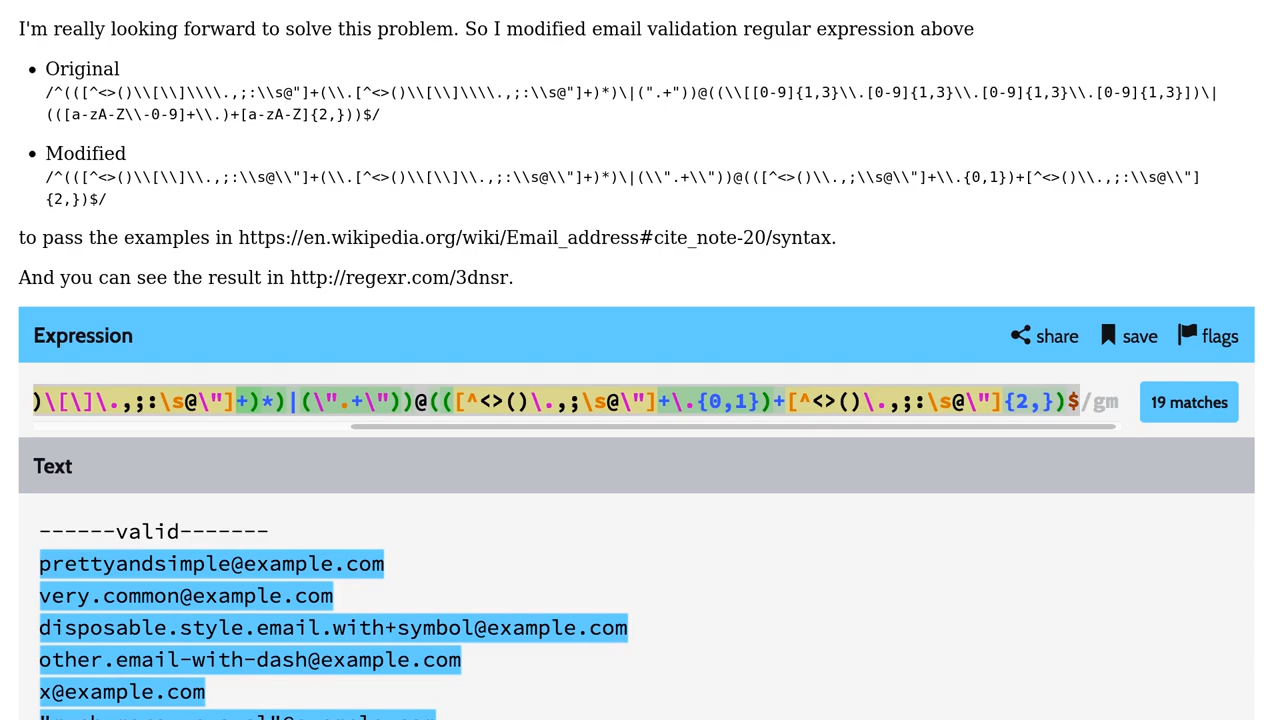 I'm really looking forward to solve this problem. So I modified email validation regular expression above
• Original
/^(([^<>()\\[\\]\\\\.,;:\\s@"]+(\\.[^<>()\\[\\]\\\\.,;:\\s@"]+)*)\|(".+"))@((\\[[0-9]{1,3}\\.[0-9]{1,3}\\.[0-9]{1,3}\\.[0-9]{1,3}])\|
(([a-zA-Z\\-0-9]+\\.)+[a-zA-Z]{2,}))$/
• Modified
/^(([^<>()\\[\\]\\.,;:\\s@\\"]+(\\.[^<>()\\[\\]\\.,;:\\s@\\"]+)*)\|(\\".+\\"))@(([^<>()\\.,;\\s@\\"]+\\.{0,1})+[^<>()\\.,;:\\s@\\"]
{2,})$/
to pass the examples in https://en.wikipedia.org/wiki/Email_address#cite_note-20/syntax.
And you can see the result in http://regexr.com/3dnsr.
Expression share save flags
)\[\]\.,;:\s@\"]+)*)|(\".+\"))@(([^<>()\.,;\s@\"]+\.{0,1})+[^<>()\.,;:\s@\"]{2,})$/gm 19 matches
Text
------valid-------
prettyandsimple@example.com
very.common@example.com
disposable.style.email.with+symbol@example.com
other.email-with-dash@example.com
x@example.com